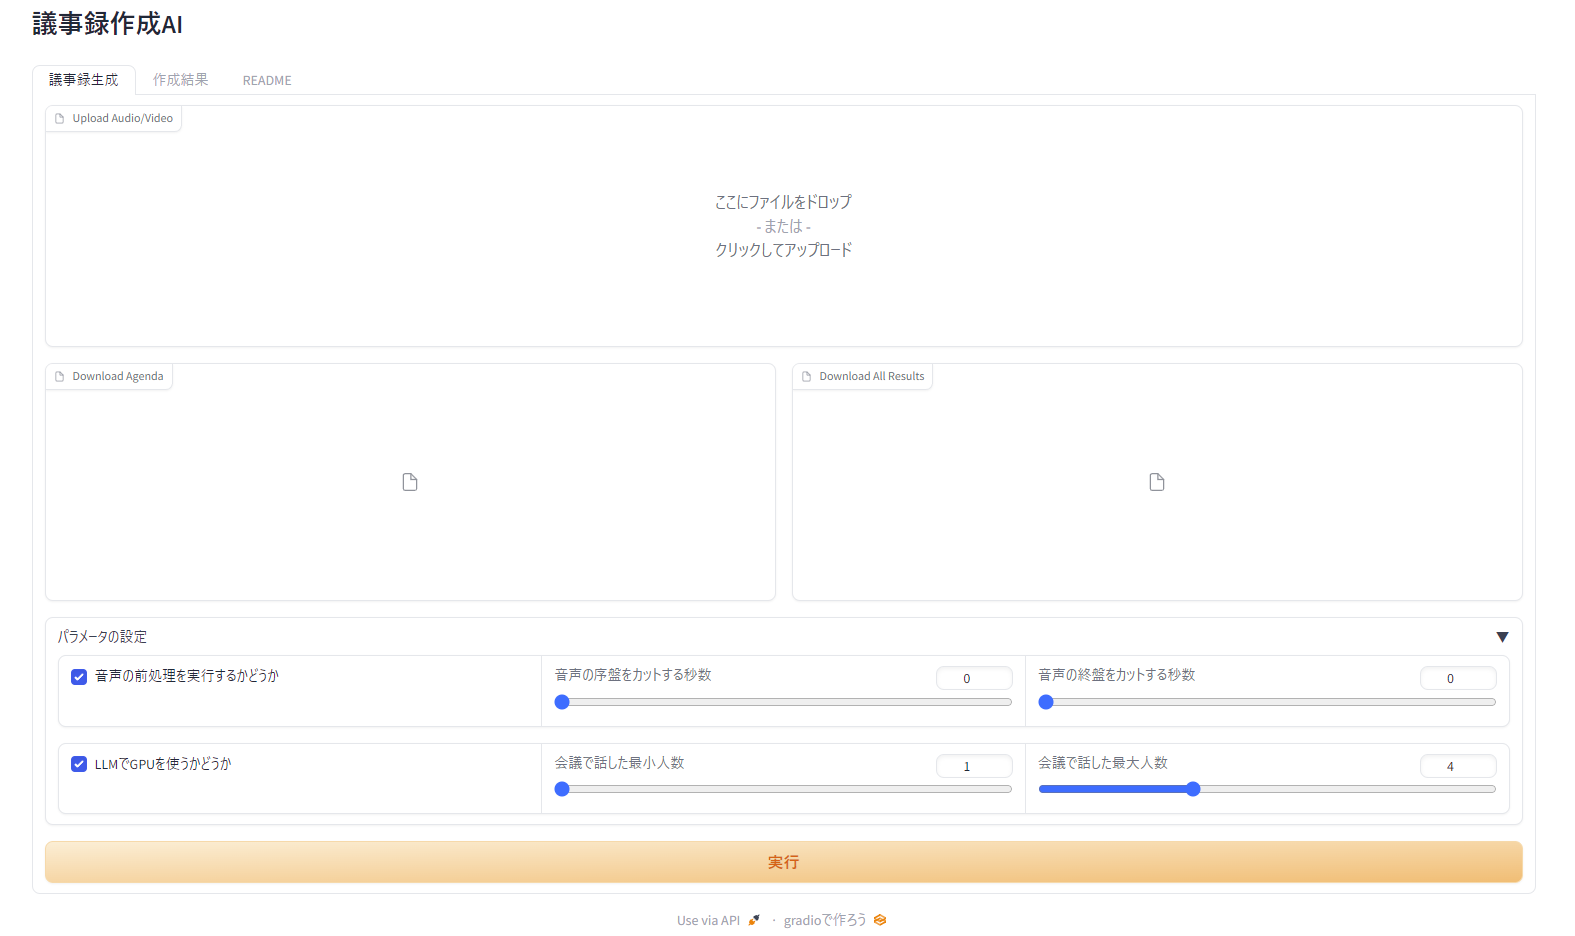 議事録作成AI
議事録生成 作成結果 README
Upload Audio/Video
ここにファイルをドロップ
- または -
クリックしてアップロード
Download Agenda
Download All Results
パラメータの設定 ▼
音声の前処理を実行するかどうか
音声の序盤をカットする秒数 0
音声の終盤をカットする秒数 0
LLMでGPUを使うかどうか
会議で話した最小人数 1
会議で話した最大人数 4
実行
Use via API · gradioで作ろう